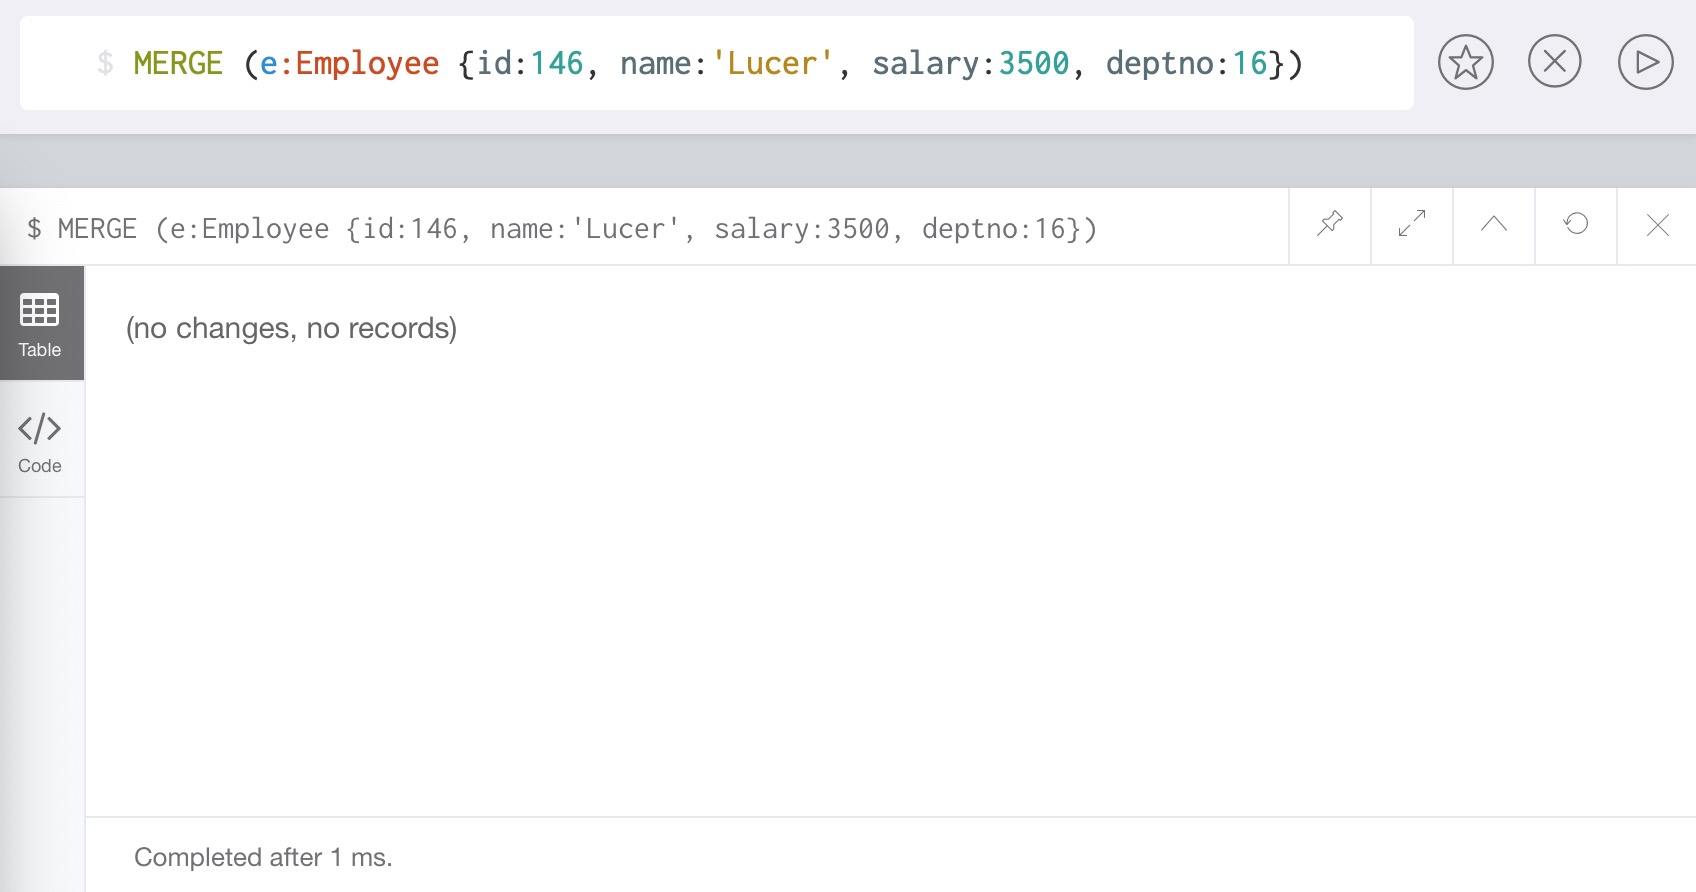 $ MERGE (e:Employee {id:146, name:'Lucer', salary:3500, deptno:16})
$ MERGE (e:Employee {id:146, name:'Lucer', salary:3500, deptno:16})
Table
(no changes, no records)
Code
Completed after 1 ms.